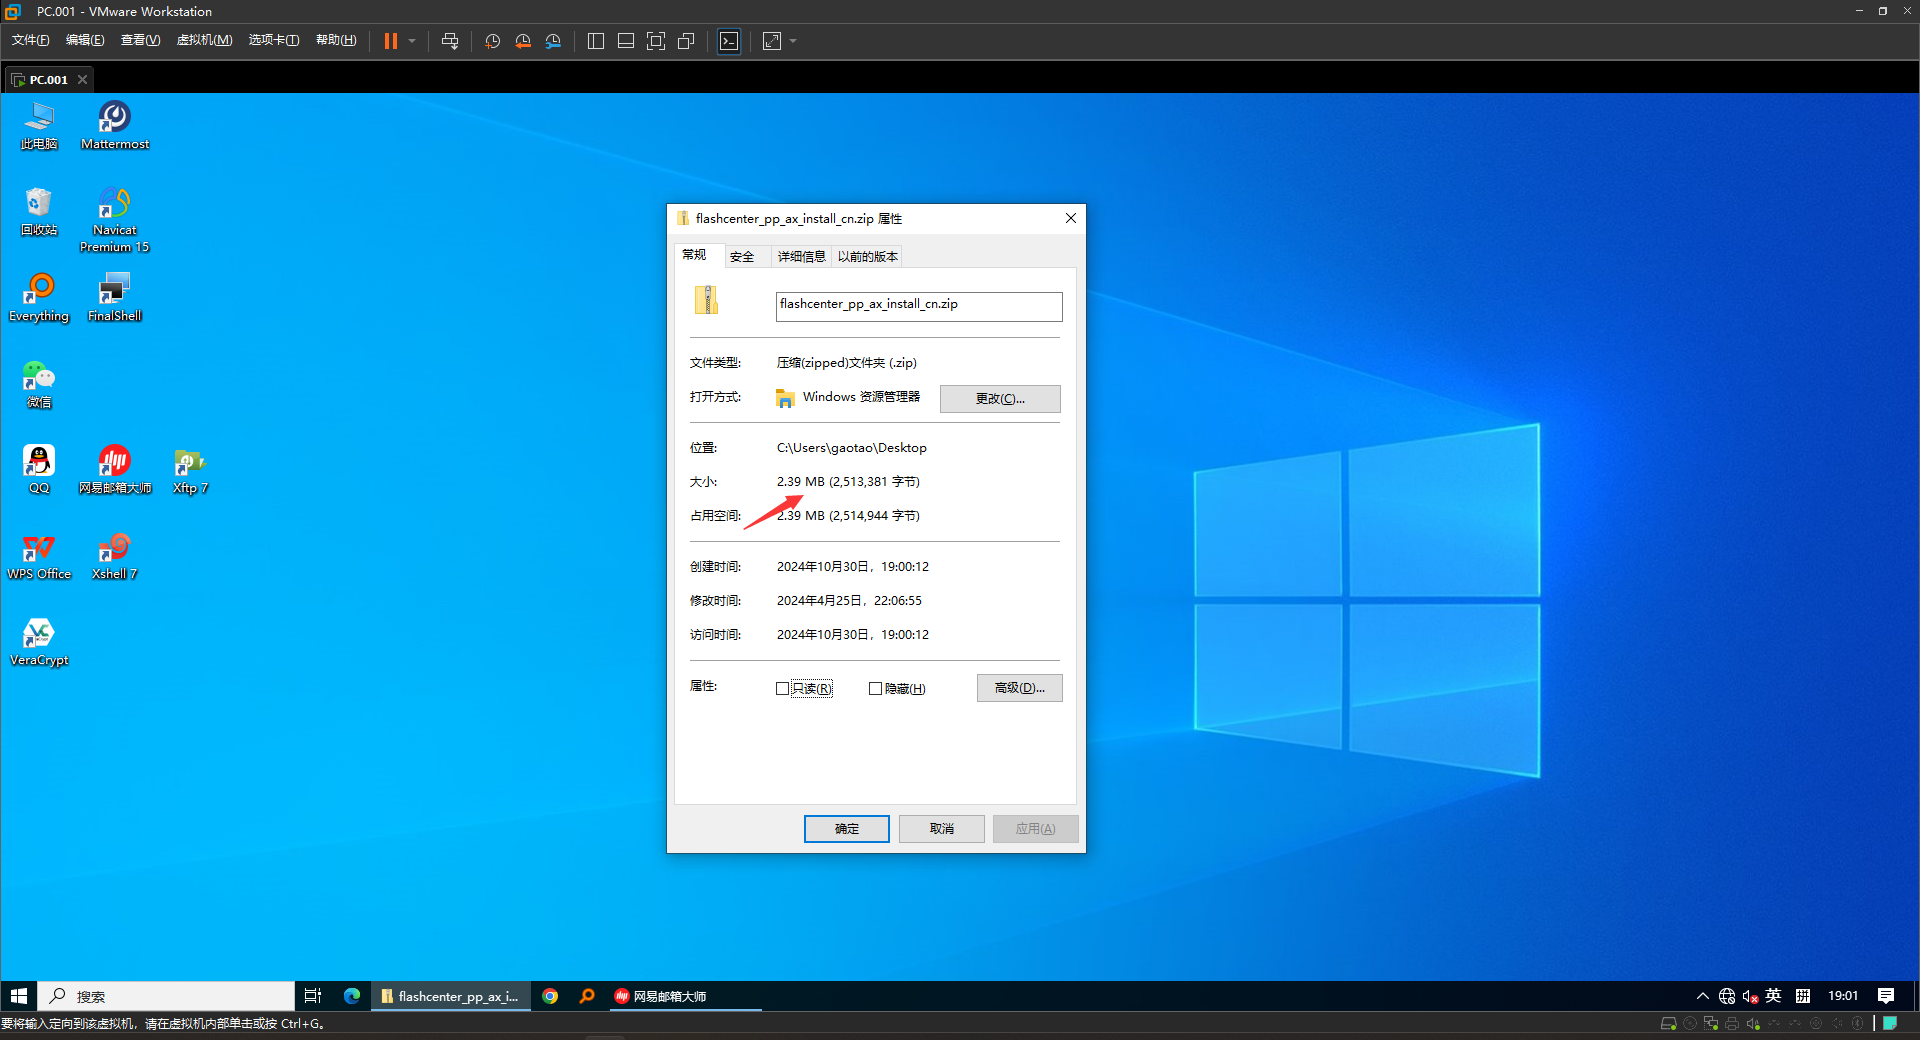 PC.001 - VMware Workstation
文件(F) 编辑(E) 查看(V) 虚拟机(M) 选项卡(T) 帮助(H)
PC.001
此电脑
Mattermost
回收站
Navicat
Premium 15
Everything
FinalShell
微信
QQ
网易邮箱大师
Xftp 7
WPS Office
Xshell 7
VeraCrypt
flashcenter_pp_ax_install_cn.zip 属性
常规 安全 详细信息 以前的版本
flashcenter_pp_ax_install_cn.zip
文件类型: 压缩(zipped)文件夹 (.zip)
打开方式: Windows 资源管理器 更改(C)...
位置: C:\Users\gaotao\Desktop
大小: 2.39 MB (2,513,381 字节)
占用空间: 2.39 MB (2,514,944 字节)
创建时间: 2024年10月30日，19:00:12
修改时间: 2024年4月25日，22:06:55
访问时间: 2024年10月30日，19:00:12
属性: 只读(R) 隐藏(H) 高级(D)...
确定 取消 应用(A)
搜索 flashcenter_pp_ax_i... 网易邮箱大师 英 拼 19:01
要将输入定向到该虚拟机，请在虚拟机内部单击或按 Ctrl+G。